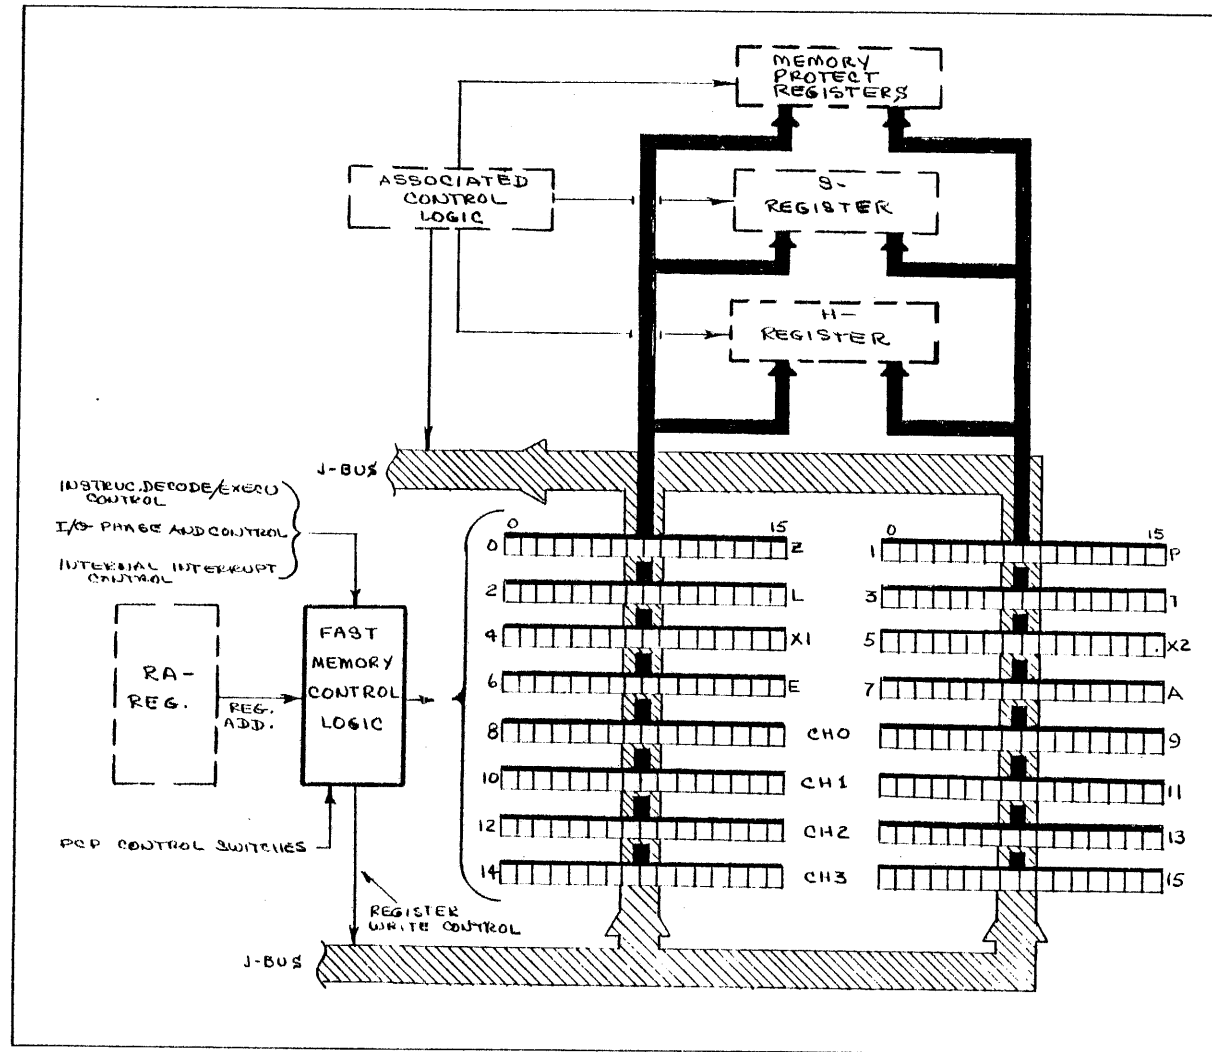 MEMORY
PROTECT
REGISTERS
ASSOCIATED
CONTROL
LOGIC
S-
REGISTER
H-
REGISTER
J-BUS
INSTRUC. DECODE/EXECU
CONTROL
I/O PHASE AND CONTROL
INTERNAL INTERRUPT
CONTROL
0 15 0 15
0 Z 1 P
2 L 3 T
4 X1 5 X2
6 E 7 A
8 CH0 9
10 CH1 11
12 CH2 13
14 CH3 15
RA-
REG.
REG.
ADD.
FAST
MEMORY
CONTROL
LOGIC
PCP CONTROL SWITCHES
REGISTER
WRITE CONTROL
J-BUS